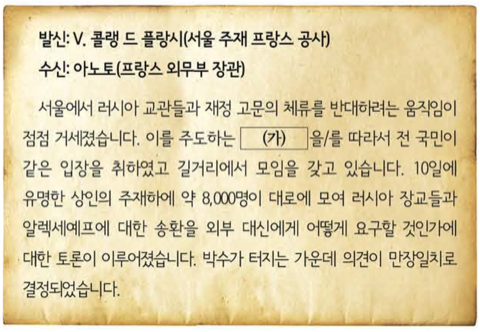 발신: V. 콜랭 드 플랑시(서울 주재 프랑스 공사)
수신: 아노토(프랑스 외무부 장관)
서울에서 러시아 교관들과 재정 고문의 체류를 반대하려는 움직임이
점점 거세졌습니다. 이를 주도하는 (가) 을/를 따라서 전 국민이
같은 입장을 취하였고 길거리에서 모임을 갖고 있습니다. 10일에
유명한 상인의 주재하에 약 8,000명이 대로에 모여 러시아 장교들과
알렉세예프에 대한 송환을 외부 대신에게 어떻게 요구할 것인가에
대한 토론이 이루어졌습니다. 박수가 터지는 가운데 의견이 만장일치로
결정되었습니다.